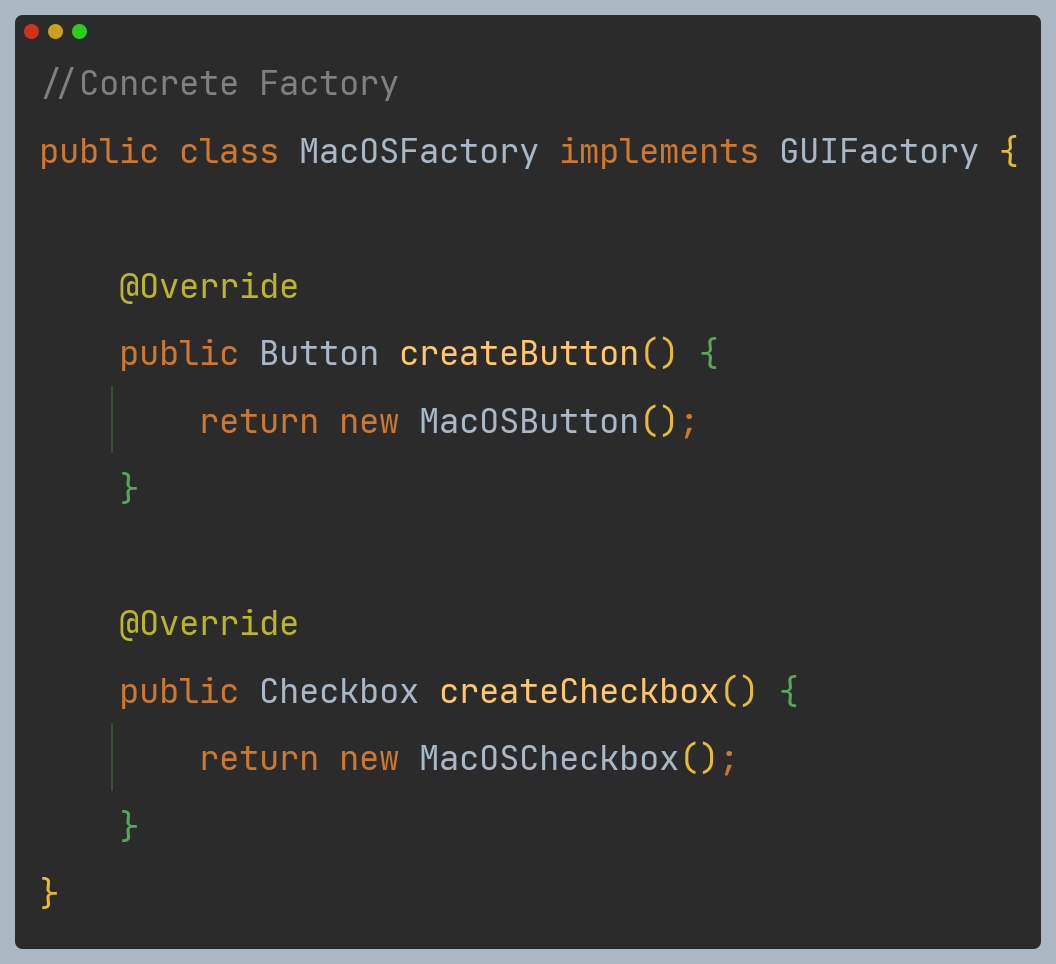 //Concrete Factory
public class MacOSFactory implements GUIFactory {
@Override
public Button createButton() {
return new MacOSButton();
}
@Override
public Checkbox createCheckbox() {
return new MacOSCheckbox();
}
}